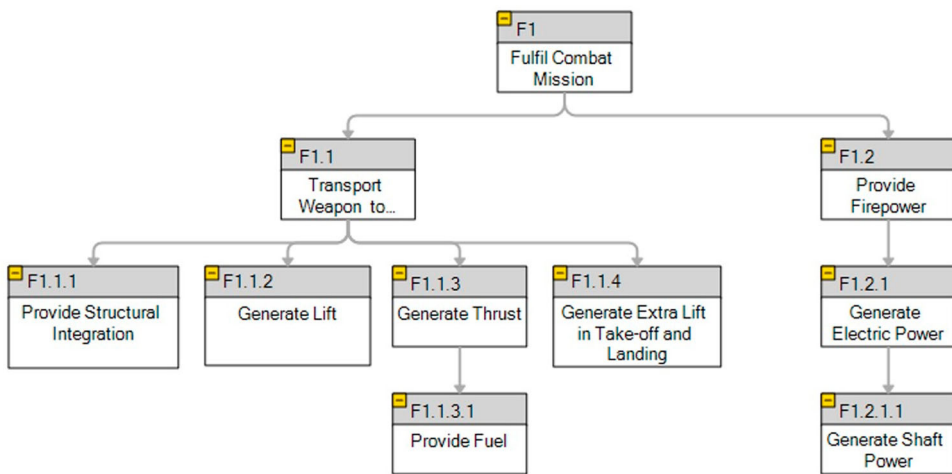 F1
Fulfil Combat
Mission
F1.1
Transport
Weapon to...
F1.2
Provide
Firepower
F1.1.1
Provide Structural
Integration
F1.1.2
Generate Lift
F1.1.3
Generate Thrust
F1.1.4
Generate Extra Lift
in Take-off and
Landing
F1.2.1
Generate
Electric Power
F1.1.3.1
Provide Fuel
F1.2.1.1
Generate Shaft
Power